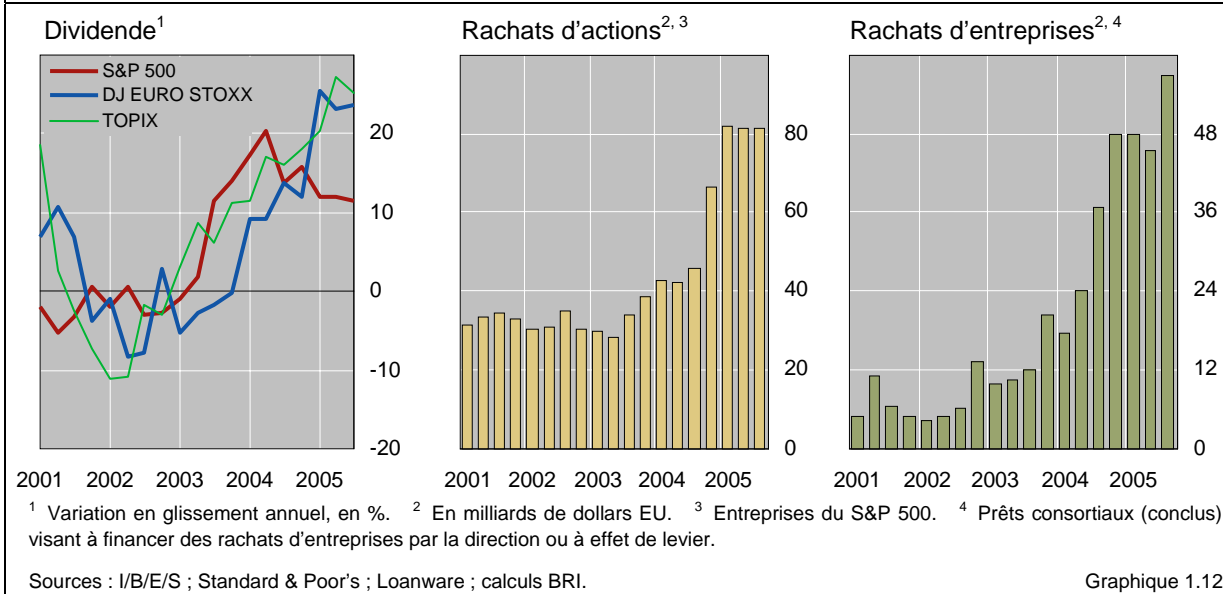 Dividende¹
Rachats d'actions², ³
Rachats d'entreprises², ⁴
S&P 500
DJ EURO STOXX
TOPIX
20
10
0
-10
-20
2001 2002 2003 2004 2005
80
60
40
20
0
2001 2002 2003 2004 2005
48
36
24
12
0
2001 2002 2003 2004 2005
¹ Variation en glissement annuel, en %. ² En milliards de dollars EU. ³ Entreprises du S&P 500. ⁴ Prêts consortiaux (conclus)
visant à financer des rachats d'entreprises par la direction ou à effet de levier.
Sources : I/B/E/S ; Standard & Poor's ; Loanware ; calculs BRI.
Graphique 1.12